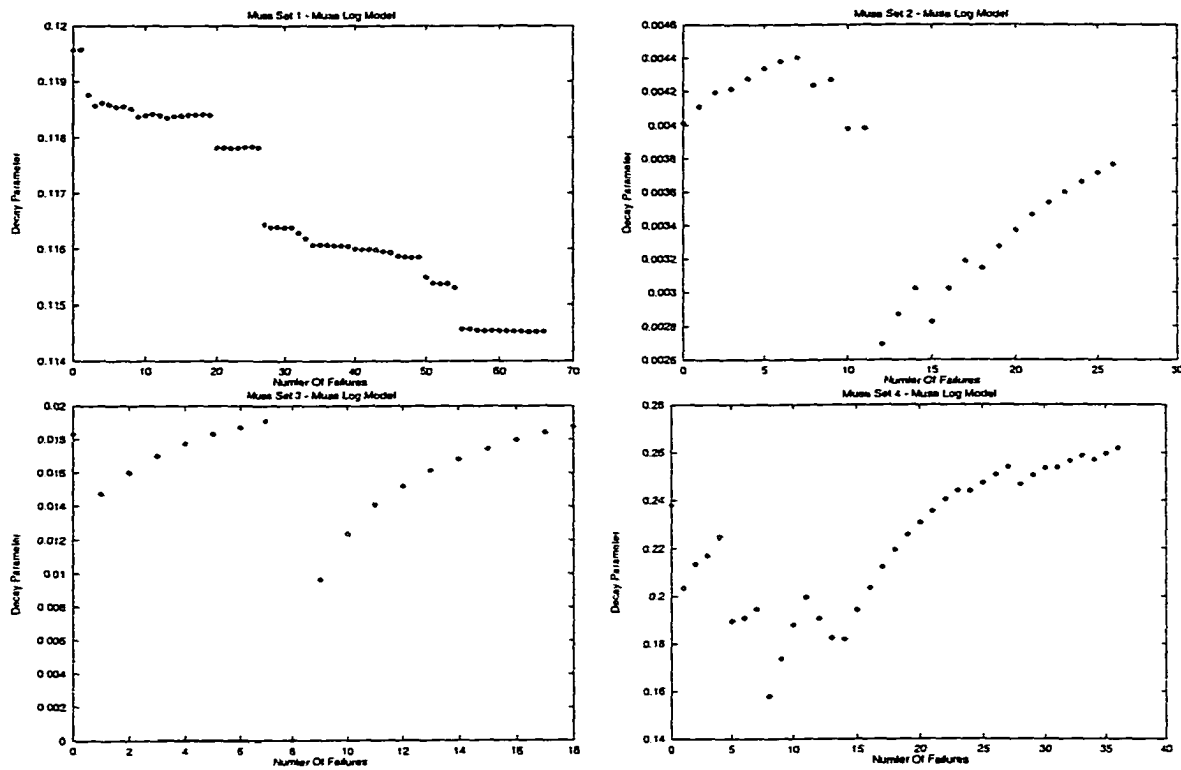 Musa Set 1 - Musa Log Model
0.12
0.119
0.118
0.117
0.116
0.115
0.114
Decay Parameter
0 10 20 30 40 50 60 70
Number Of Failures
Musa Set 2 - Musa Log Model
0.0046
0.0044
0.0042
0.004
0.0038
0.0036
0.0034
0.0032
0.003
0.0028
0.0026
Decay Parameter
0 5 10 15 20 25 30
Number Of Failures
Musa Set 3 - Musa Log Model
0.02
0.018
0.016
0.014
0.012
0.01
0.008
0.006
0.004
0.002
0
Decay Parameter
0 2 4 6 8 10 12 14 16 18
Number Of Failures
Musa Set 4 - Musa Log Model
0.28
0.26
0.24
0.22
0.2
0.18
0.16
0.14
Decay Parameter
0 5 10 15 20 25 30 35 40
Number Of Failures